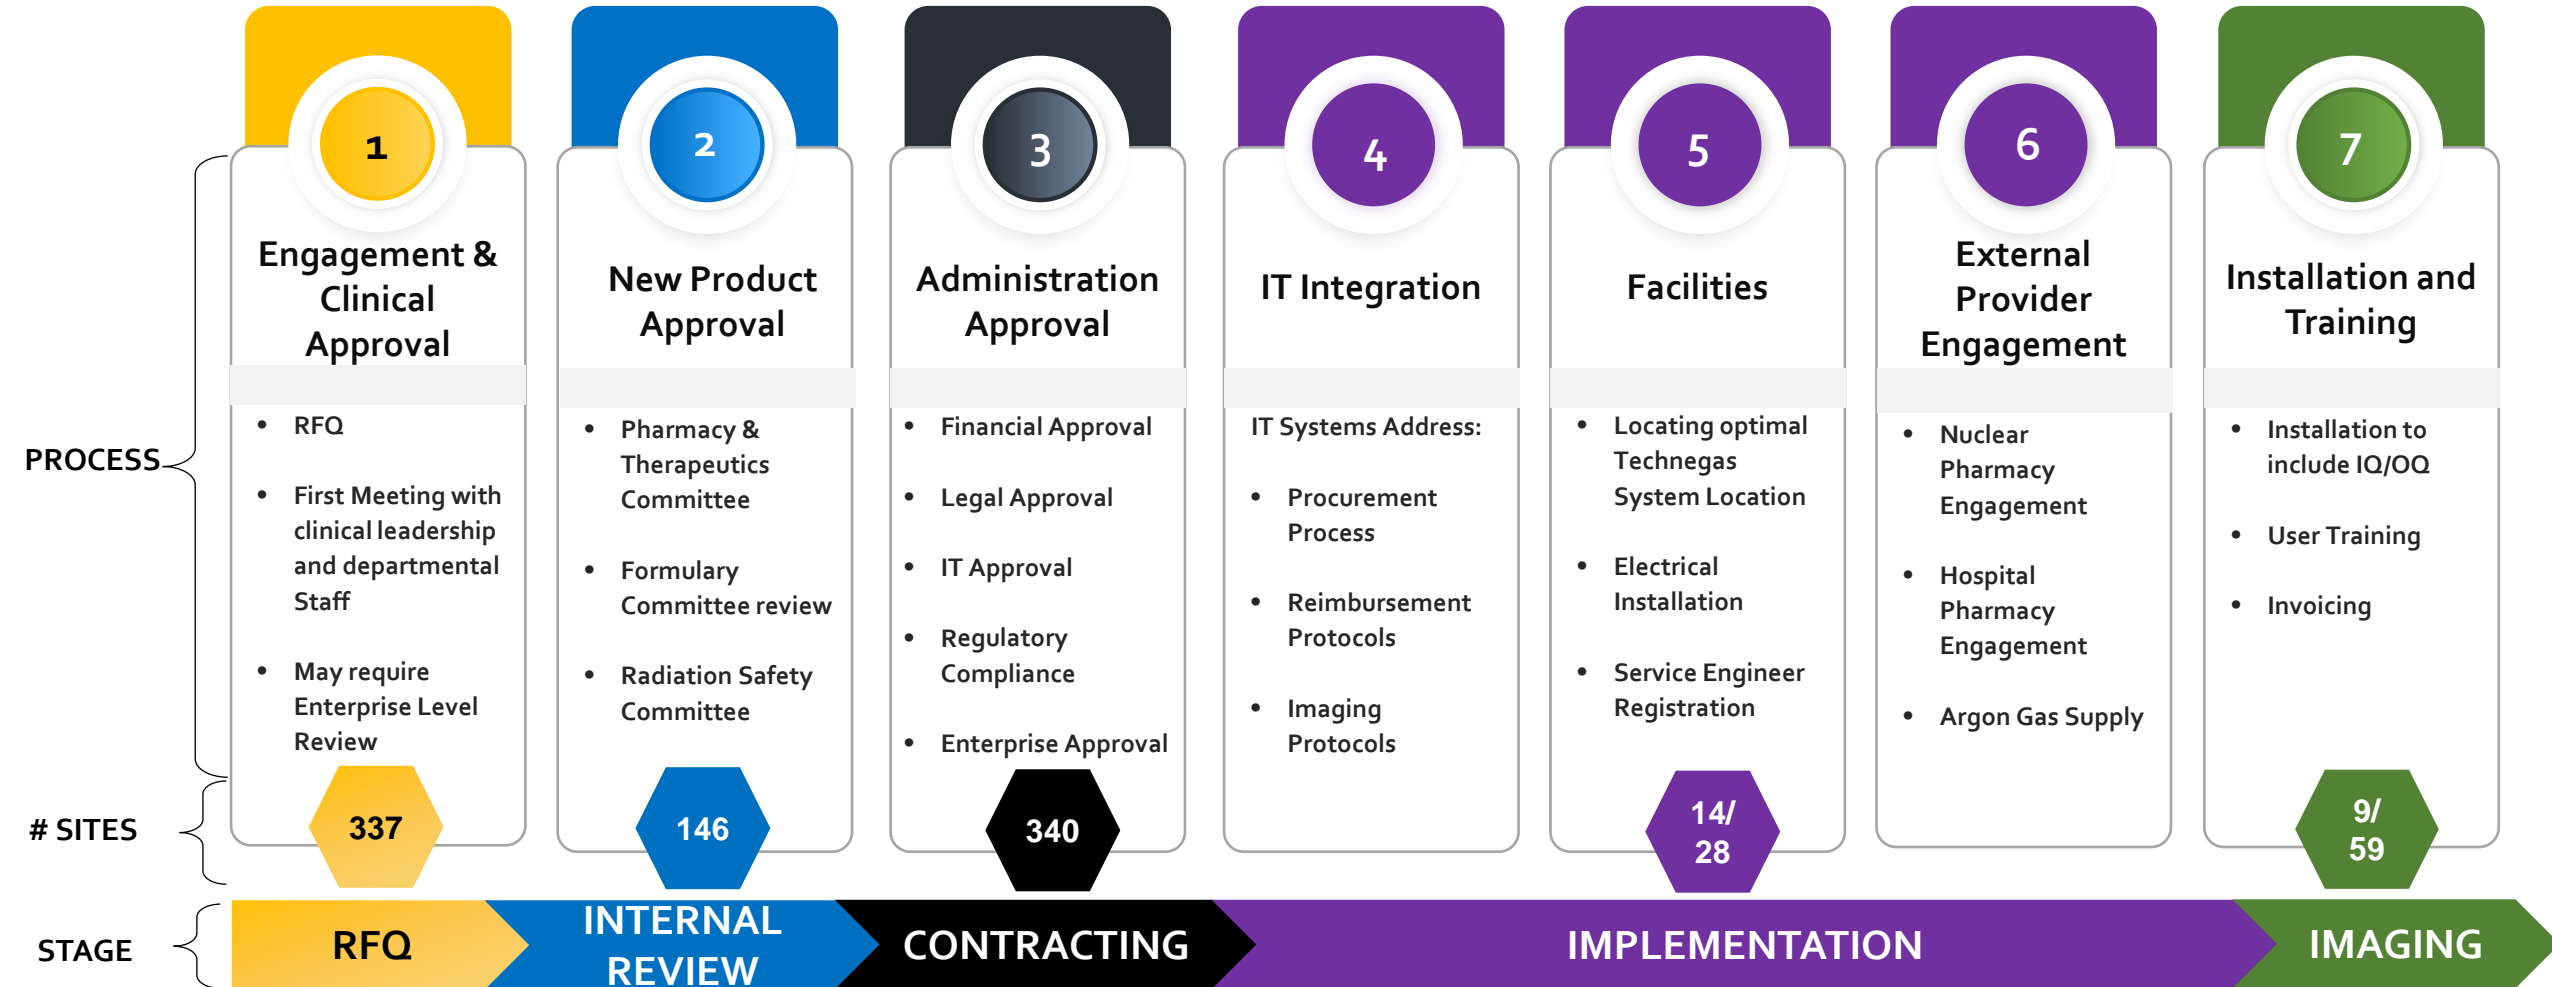 1
Engagement &
Clinical
Approval
• RFQ
• First Meeting with
clinical leadership
and departmental
Staff
• May require
Enterprise Level
Review
337
2
New Product
Approval
• Pharmacy &
Therapeutics
Committee
• Formulary
Committee review
• Radiation Safety
Committee
146
3
Administration
Approval
• Financial Approval
• Legal Approval
• IT Approval
• Regulatory
Compliance
• Enterprise Approval
340
4
IT Integration
IT Systems Address:
• Procurement
Process
• Reimbursement
Protocols
• Imaging
Protocols
5
Facilities
• Locating optimal
Technegas
System Location
• Electrical
Installation
• Service Engineer
Registration
14/
28
6
External
Provider
Engagement
• Nuclear
Pharmacy
Engagement
• Hospital
Pharmacy
Engagement
• Argon Gas Supply
7
Installation and
Training
• Installation to
include IQ/OQ
• User Training
• Invoicing
9/
59
PROCESS
# SITES
STAGE
RFQ
INTERNAL
REVIEW
CONTRACTING
IMPLEMENTATION
IMAGING